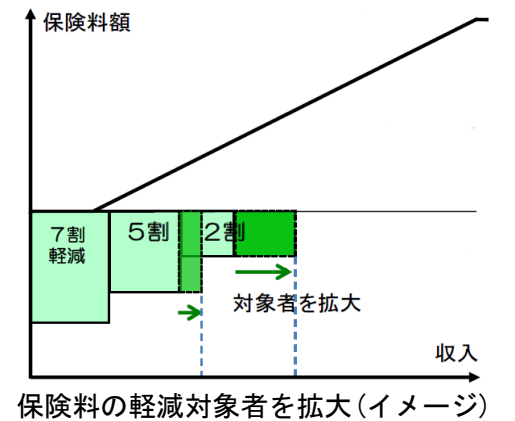 保険料額
7割
軽減
5割
2割
対象者を拡大
収入
保険料の軽減対象者を拡大(イメージ)